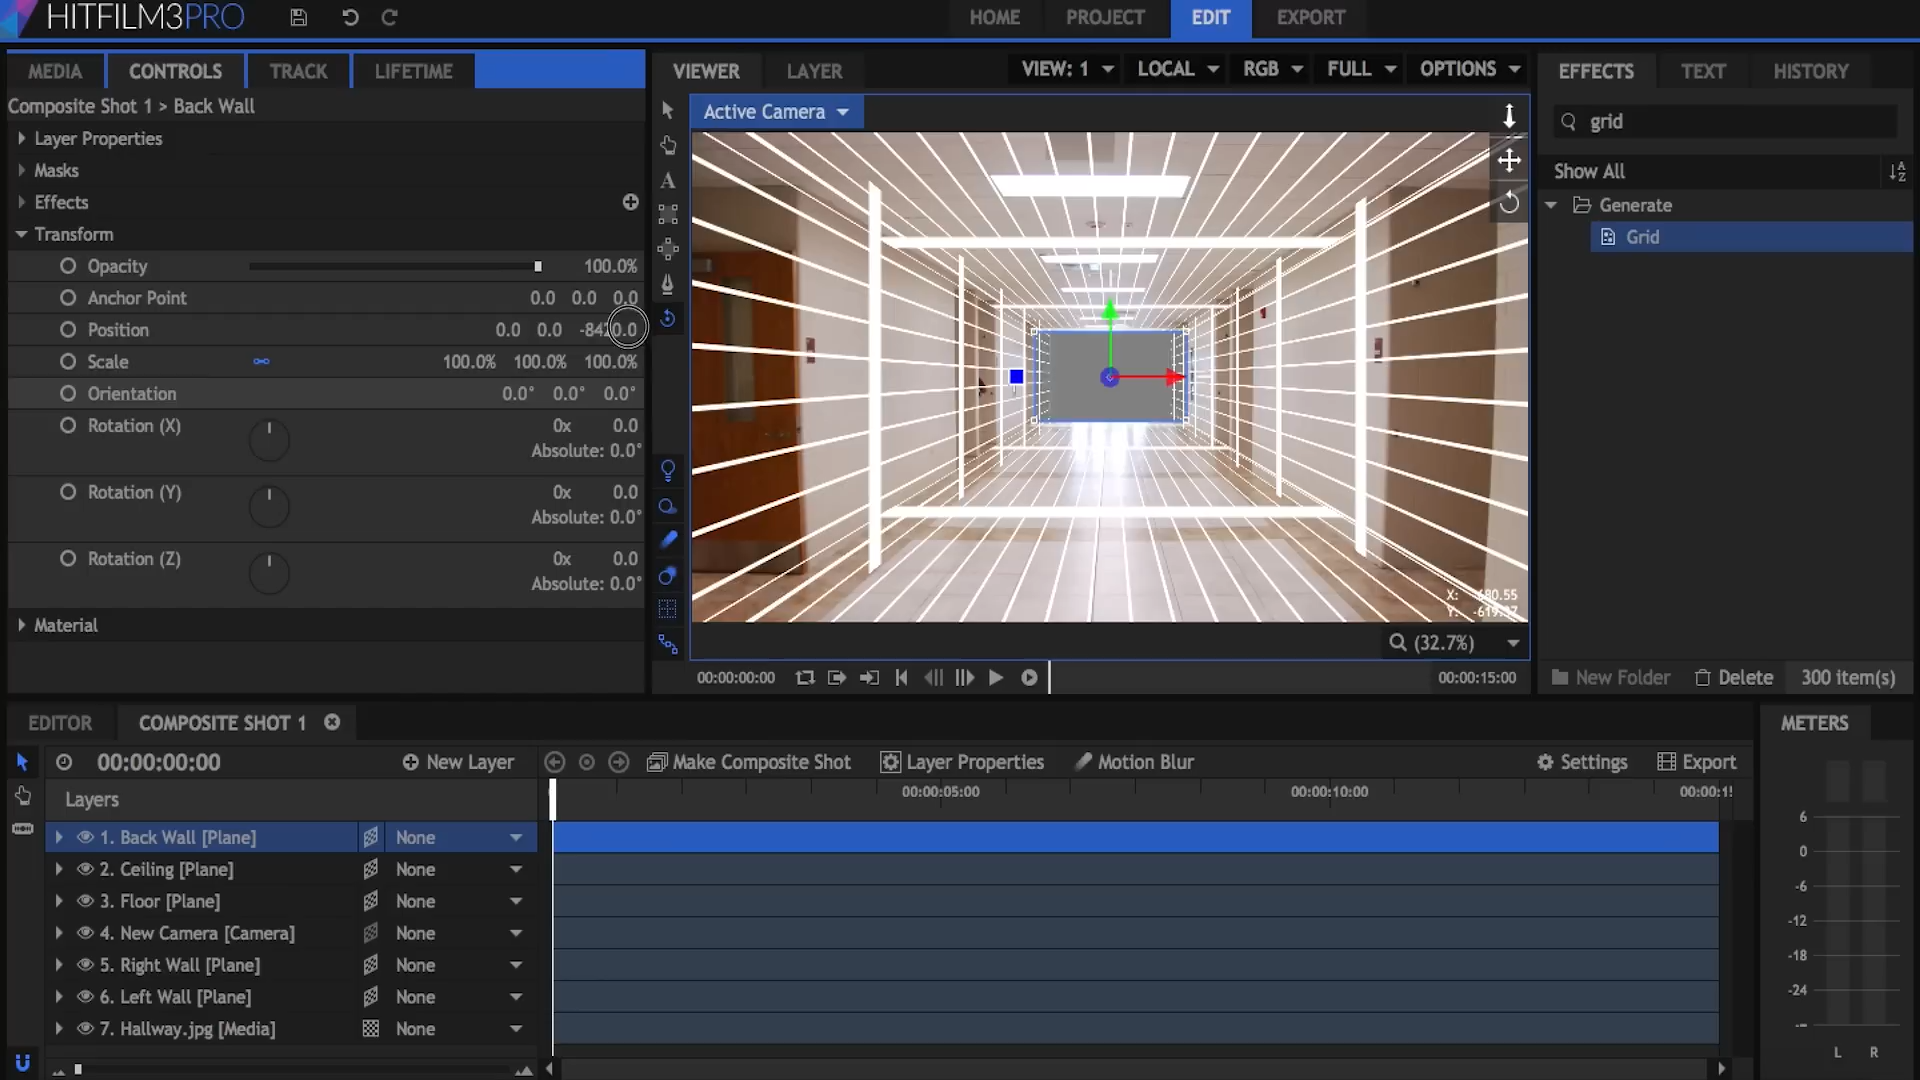 HITFILM3PRO
HOME PROJECT EDIT EXPORT
MEDIA CONTROLS TRACK LIFETIME
Composite Shot 1 > Back Wall
Layer Properties
Masks
Effects
Transform
Opacity 100.0%
Anchor Point 0.0 0.0 0.0
Position 0.0 0.0 -8420.0
Scale 100.0% 100.0% 100.0%
Orientation 0.0° 0.0° 0.0°
Rotation (X) 0x 0.0
Absolute: 0.0°
Rotation (Y) 0x 0.0
Absolute: 0.0°
Rotation (Z) 0x 0.0
Absolute: 0.0°
Material
VIEWER LAYER VIEW: 1 LOCAL RGB FULL OPTIONS
Active Camera
X: -680.55
Y: -619.37
(32.7%)
00:00:00:00 00:00:15:00
EFFECTS TEXT HISTORY
grid
Show All
Generate
Grid
New Folder Delete 300 item(s)
EDITOR COMPOSITE SHOT 1
00:00:00:00 New Layer Make Composite Shot Layer Properties Motion Blur Settings Export
Layers 00:00:05:00 00:00:10:00 00:00:1
1. Back Wall [Plane] None
2. Ceiling [Plane] None
3. Floor [Plane] None
4. New Camera [Camera] None
5. Right Wall [Plane] None
6. Left Wall [Plane] None
7. Hallway.jpg [Media] None
METERS
6
0
-6
-12
-18
-24
L R